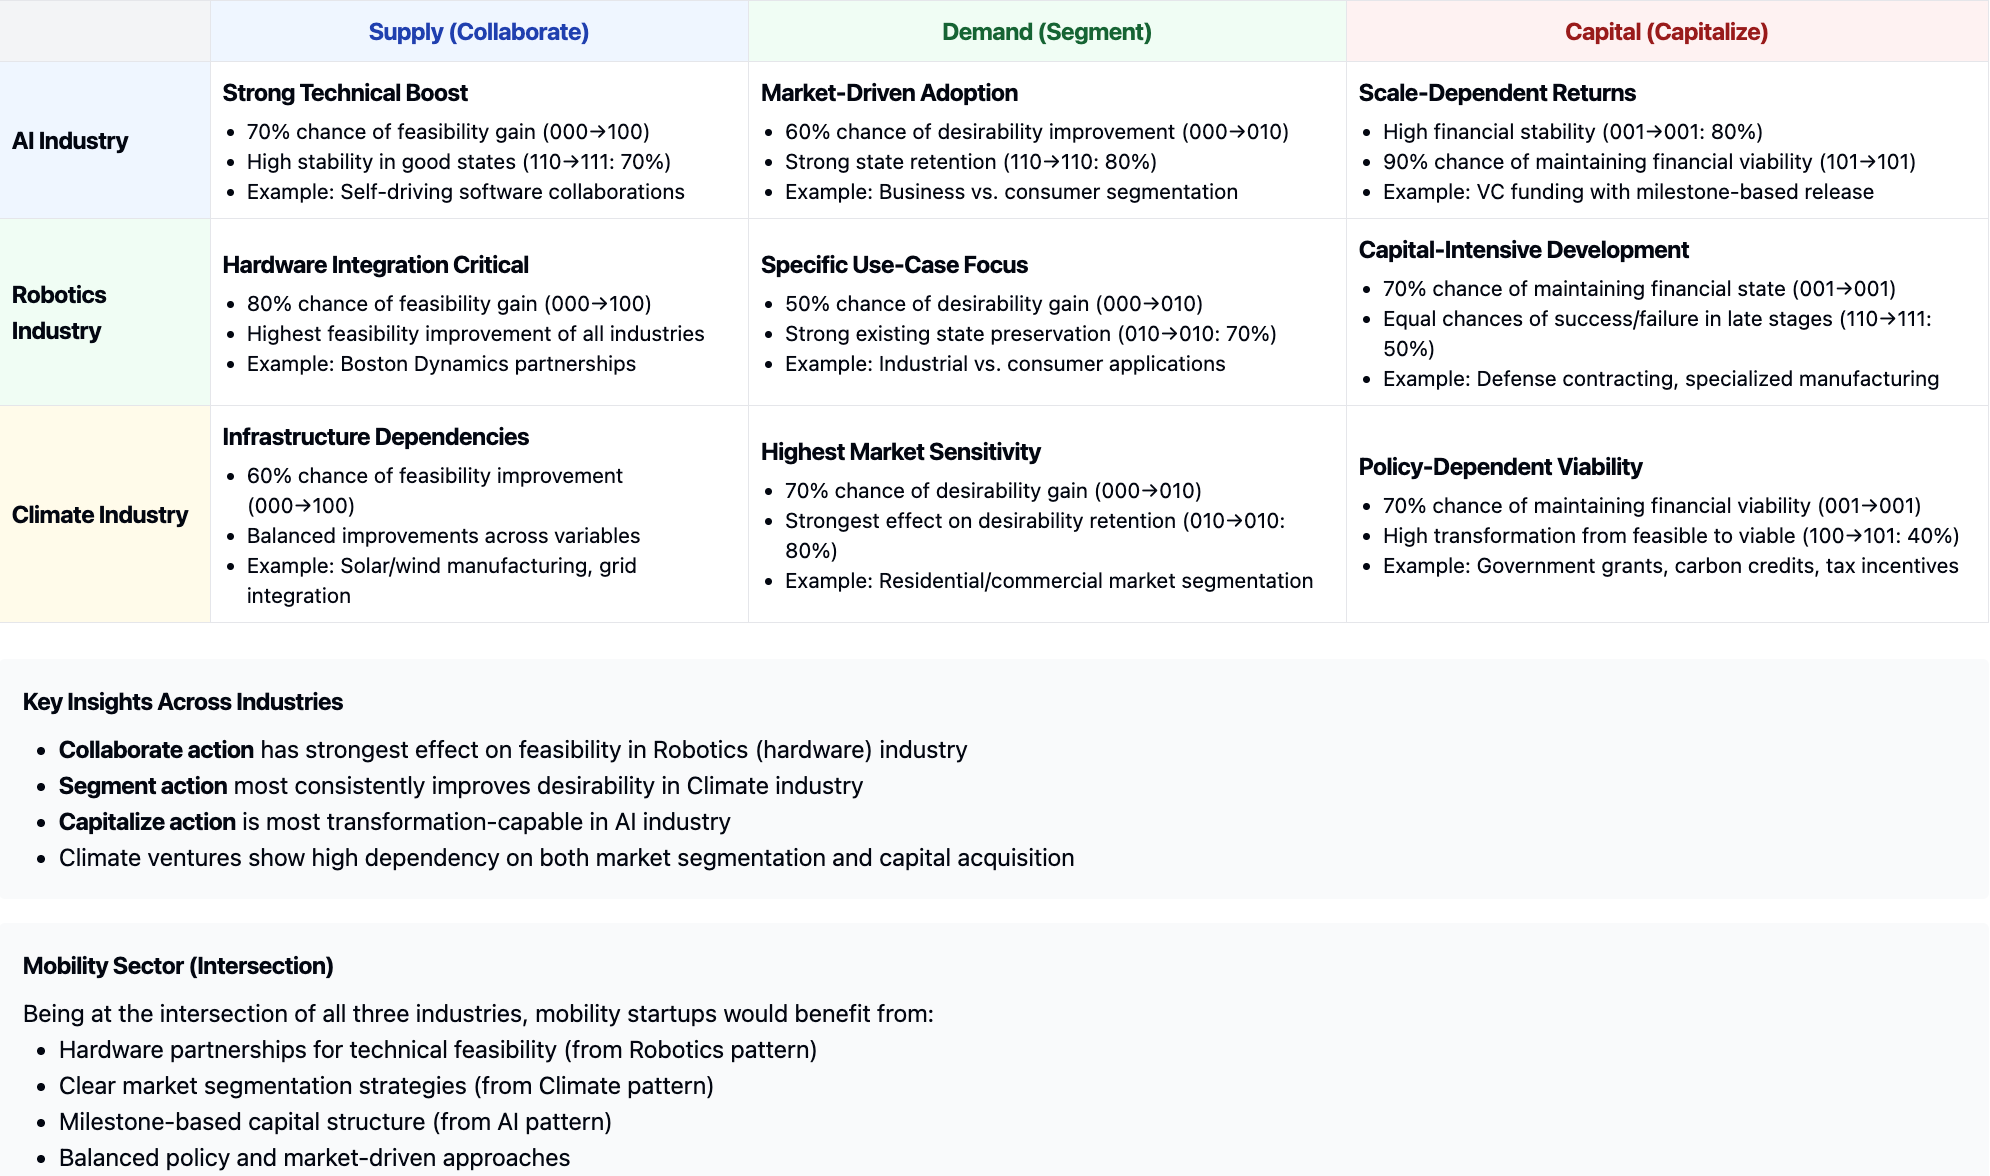 Supply (Collaborate)
Demand (Segment)
Capital (Capitalize)
AI Industry
Strong Technical Boost
• 70% chance of feasibility gain (000→100)
• High stability in good states (110→111: 70%)
• Example: Self-driving software collaborations
Market-Driven Adoption
• 60% chance of desirability improvement (000→010)
• Strong state retention (110→110: 80%)
• Example: Business vs. consumer segmentation
Scale-Dependent Returns
• High financial stability (001→001: 80%)
• 90% chance of maintaining financial viability (101→101)
• Example: VC funding with milestone-based release
Robotics
Industry
Hardware Integration Critical
• 80% chance of feasibility gain (000→100)
• Highest feasibility improvement of all industries
• Example: Boston Dynamics partnerships
Specific Use-Case Focus
• 50% chance of desirability gain (000→010)
• Strong existing state preservation (010→010: 70%)
• Example: Industrial vs. consumer applications
Capital-Intensive Development
• 70% chance of maintaining financial state (001→001)
• Equal chances of success/failure in late stages (110→111:
50%)
• Example: Defense contracting, specialized manufacturing
Climate Industry
Infrastructure Dependencies
• 60% chance of feasibility improvement
(000→100)
• Balanced improvements across variables
• Example: Solar/wind manufacturing, grid
integration
Highest Market Sensitivity
• 70% chance of desirability gain (000→010)
• Strongest effect on desirability retention (010→010:
80%)
• Example: Residential/commercial market segmentation
Policy-Dependent Viability
• 70% chance of maintaining financial viability (001→001)
• High transformation from feasible to viable (100→101: 40%)
• Example: Government grants, carbon credits, tax incentives
Key Insights Across Industries
• Collaborate action has strongest effect on feasibility in Robotics (hardware) industry
• Segment action most consistently improves desirability in Climate industry
• Capitalize action is most transformation-capable in AI industry
• Climate ventures show high dependency on both market segmentation and capital acquisition
Mobility Sector (Intersection)
Being at the intersection of all three industries, mobility startups would benefit from:
• Hardware partnerships for technical feasibility (from Robotics pattern)
• Clear market segmentation strategies (from Climate pattern)
• Milestone-based capital structure (from AI pattern)
• Balanced policy and market-driven approaches